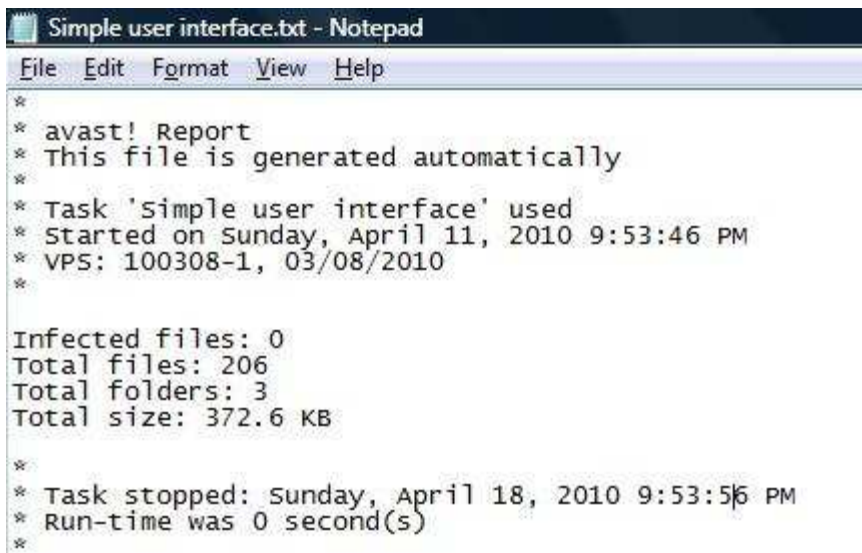 Simple user interface.txt - Notepad
File Edit Format View Help
*
* avast! Report
* This file is generated automatically
*
* Task 'Simple user interface' used
* Started on Sunday, April 11, 2010 9:53:46 PM
* VPS: 100308-1, 03/08/2010
*
Infected files: 0
Total files: 206
Total folders: 3
Total size: 372.6 KB
*
* Task stopped: Sunday, April 18, 2010 9:53:56 PM
* Run-time was 0 second(s)
*